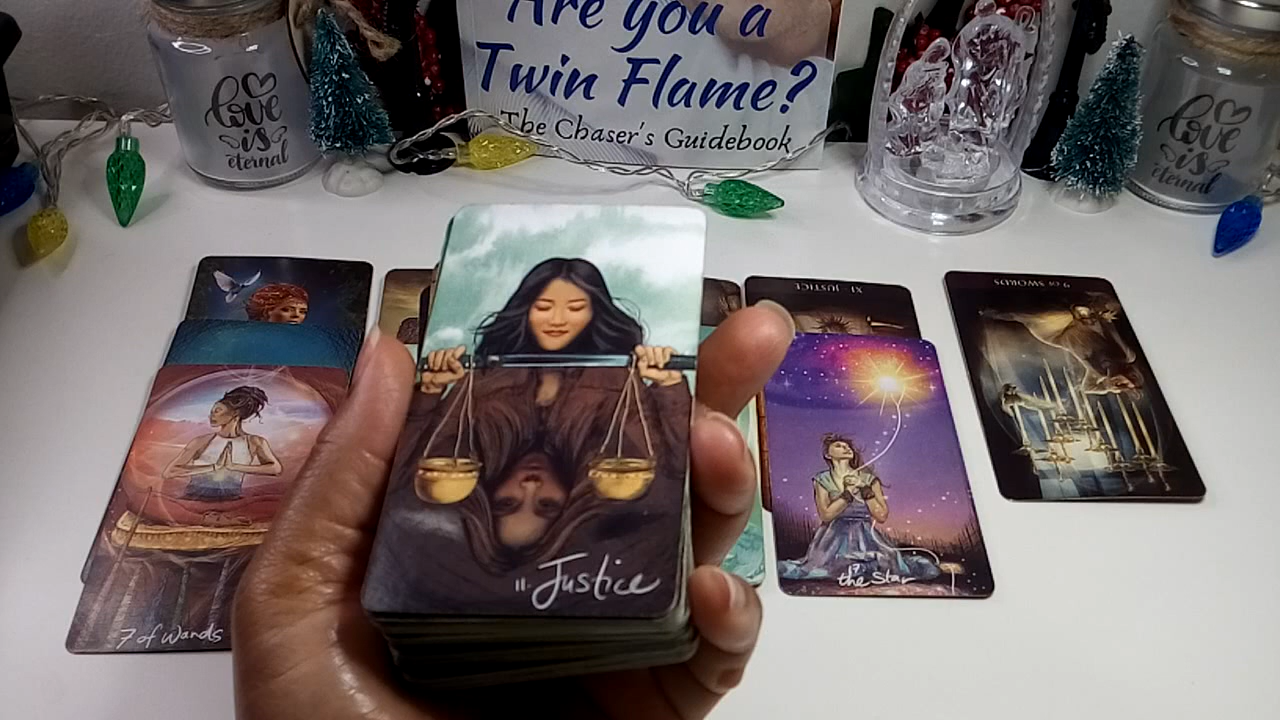 Are you a
Twin Flame?
The Chaser's Guidebook
love
is
eternal
love
is
eternal
XI. JUSTICE
9 OF SWORDS
11. Justice
17
the Star
7 of Wands